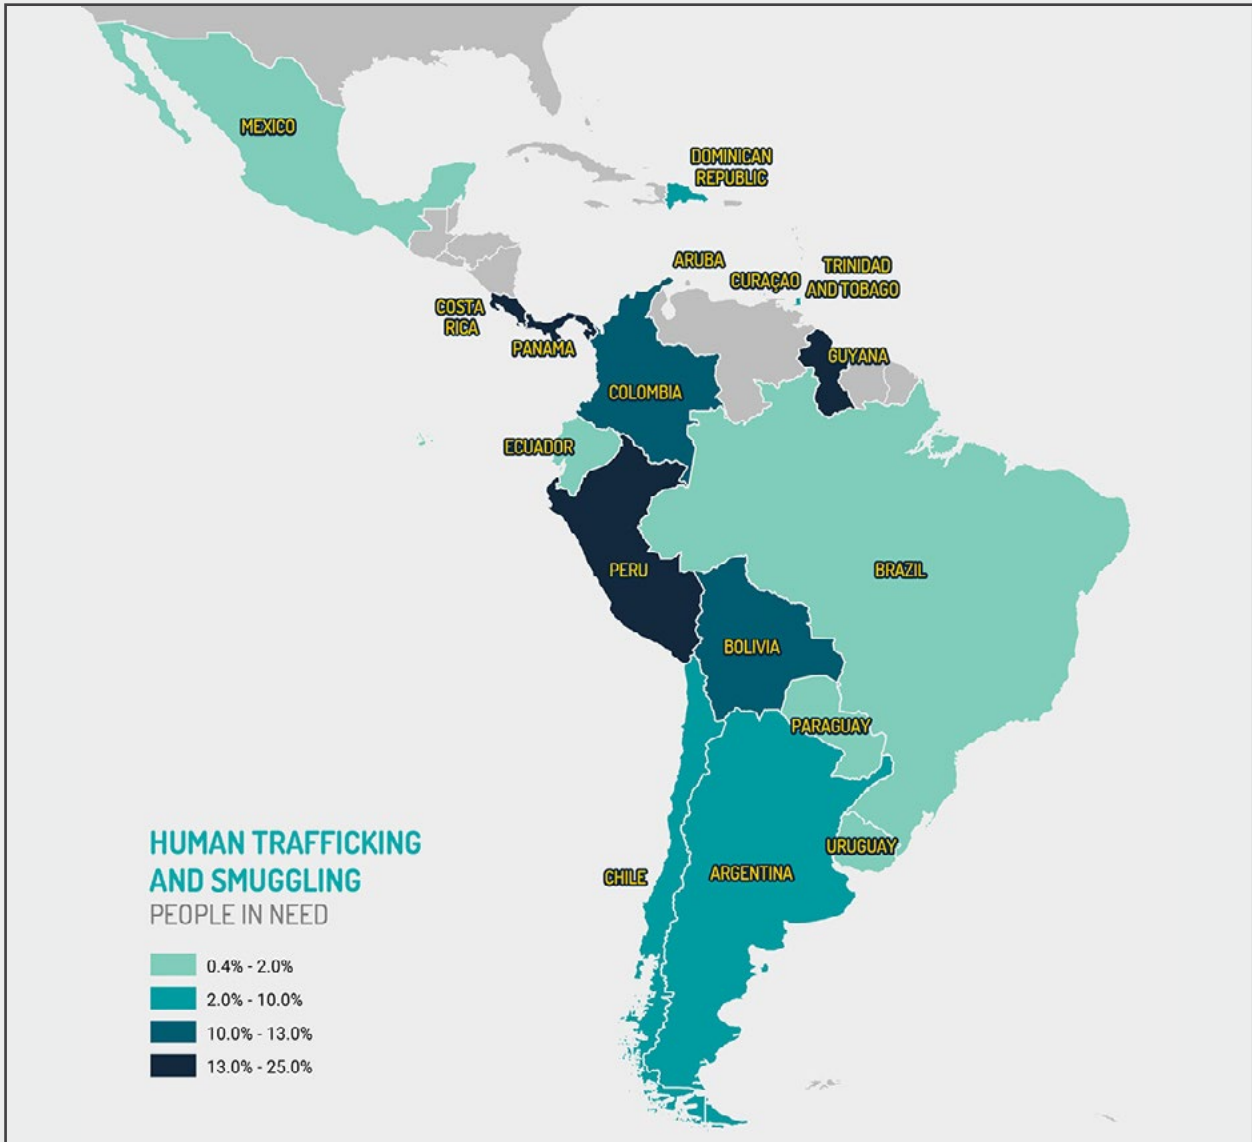 MEXICO
DOMINICAN
REPUBLIC
ARUBA
CURAÇAO
TRINIDAD
AND TOBAGO
COSTA
RICA
PANAMA
GUYANA
COLOMBIA
ECUADOR
PERU
BRAZIL
BOLIVIA
PARAGUAY
URUGUAY
CHILE
ARGENTINA
HUMAN TRAFFICKING
AND SMUGGLING
PEOPLE IN NEED
0.4% - 2.0%
2.0% - 10.0%
10.0% - 13.0%
13.0% - 25.0%